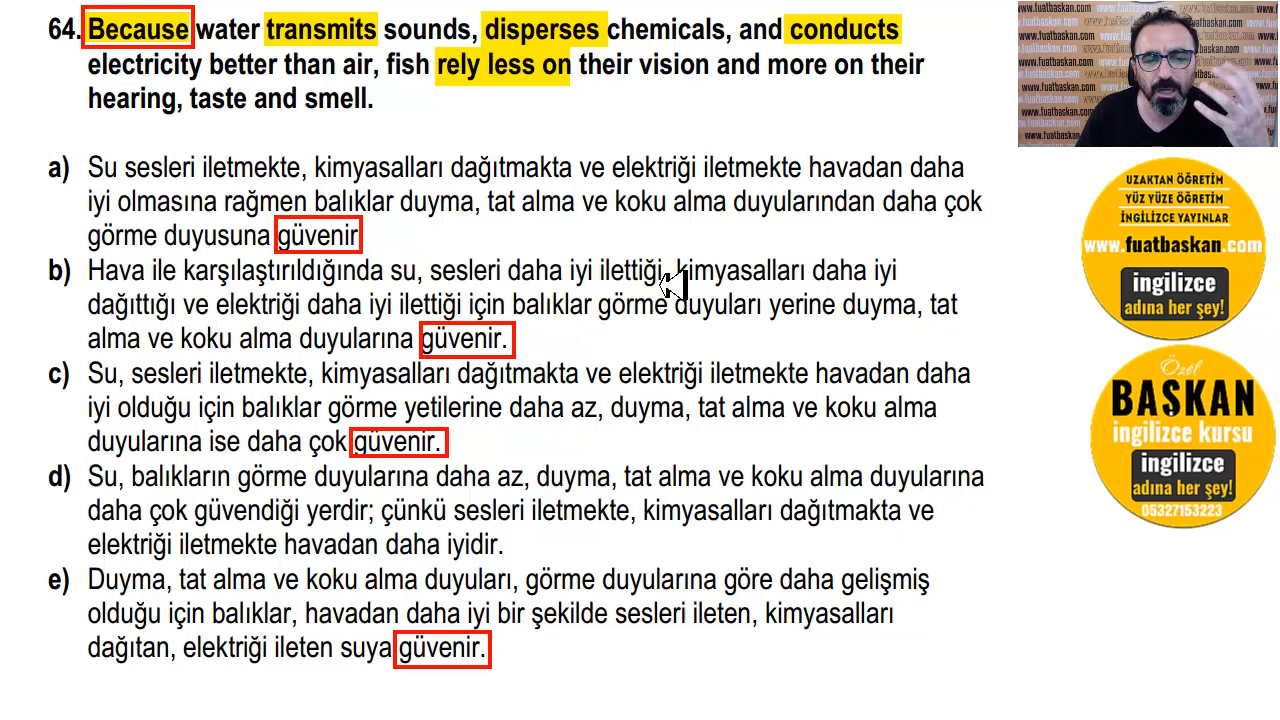 64. Because water transmits sounds, disperses chemicals, and conducts
electricity better than air, fish rely less on their vision and more on their
hearing, taste and smell.
a) Su sesleri iletmekte, kimyasalları dağıtmakta ve elektriği iletmekte havadan daha
iyi olmasına rağmen balıklar duyma, tat alma ve koku alma duyularından daha çok
görme duyusuna güvenir
b) Hava ile karşılaştırıldığında su, sesleri daha iyi ilettiği, kimyasalları daha iyi
dağıttığı ve elektriği daha iyi ilettiği için balıklar görme duyuları yerine duyma, tat
alma ve koku alma duyularına güvenir.
c) Su, sesleri iletmekte, kimyasalları dağıtmakta ve elektriği iletmekte havadan daha
iyi olduğu için balıklar görme yetilerine daha az, duyma, tat alma ve koku alma
duyularına ise daha çok güvenir.
d) Su, balıkların görme duyularına daha az, duyma, tat alma ve koku alma duyularına
daha çok güvendiği yerdir; çünkü sesleri iletmekte, kimyasalları dağıtmakta ve
elektriği iletmekte havadan daha iyidir.
e) Duyma, tat alma ve koku alma duyuları, görme duyularına göre daha gelişmiş
olduğu için balıklar, havadan daha iyi bir şekilde sesleri ileten, kimyasalları
dağıtan, elektriği ileten suya güvenir.
www.fuatbaskan.com
UZAKTAN ÖĞRETİM
YÜZ YÜZE ÖĞRETİM
İNGİLİZCE YAYINLAR
www.fuatbaskan.com
ingilizce
adına her şey!
Özel
BAŞKAN
ingilizce kursu
ingilizce
adına her şey!
05327153223